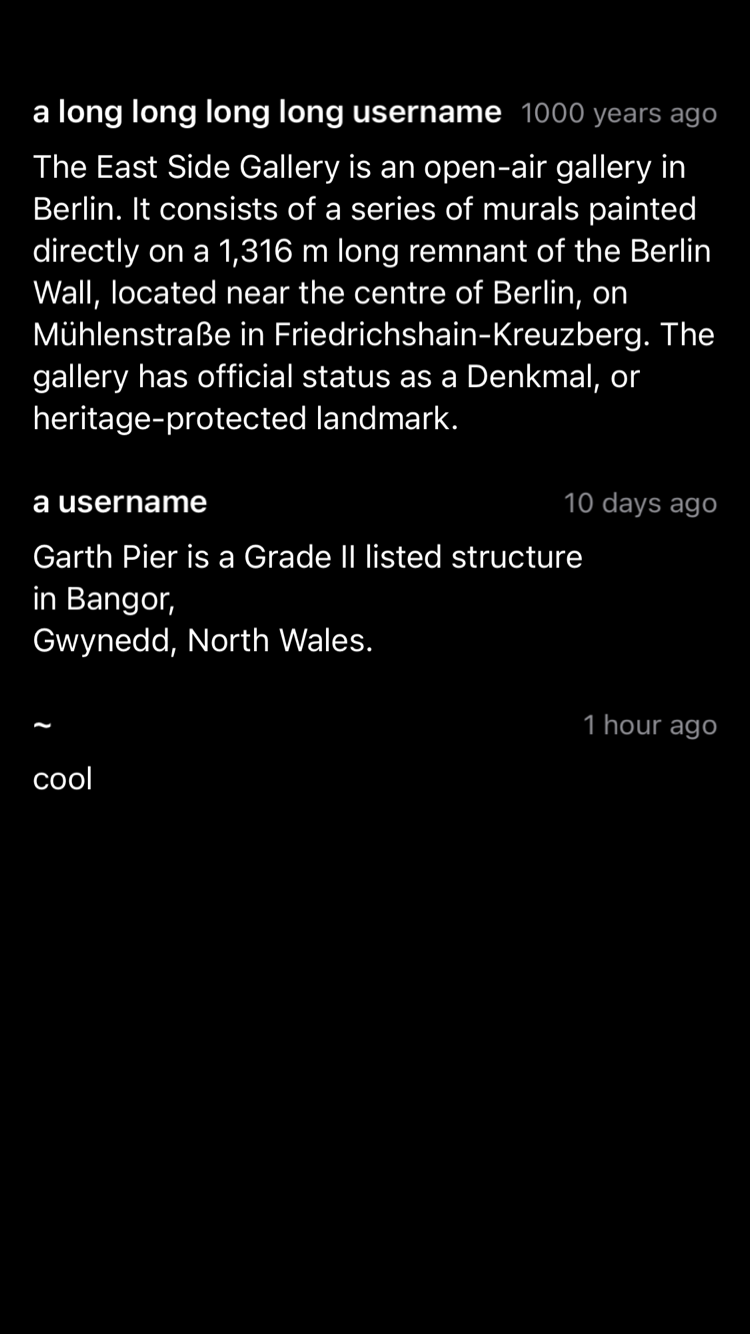 a long long long long username 1000 years ago
The East Side Gallery is an open-air gallery in
Berlin. It consists of a series of murals painted
directly on a 1,316 m long remnant of the Berlin
Wall, located near the centre of Berlin, on
Mühlenstraße in Friedrichshain-Kreuzberg. The
gallery has official status as a Denkmal, or
heritage-protected landmark.
a username 10 days ago
Garth Pier is a Grade II listed structure
in Bangor,
Gwynedd, North Wales.
~ 1 hour ago
cool